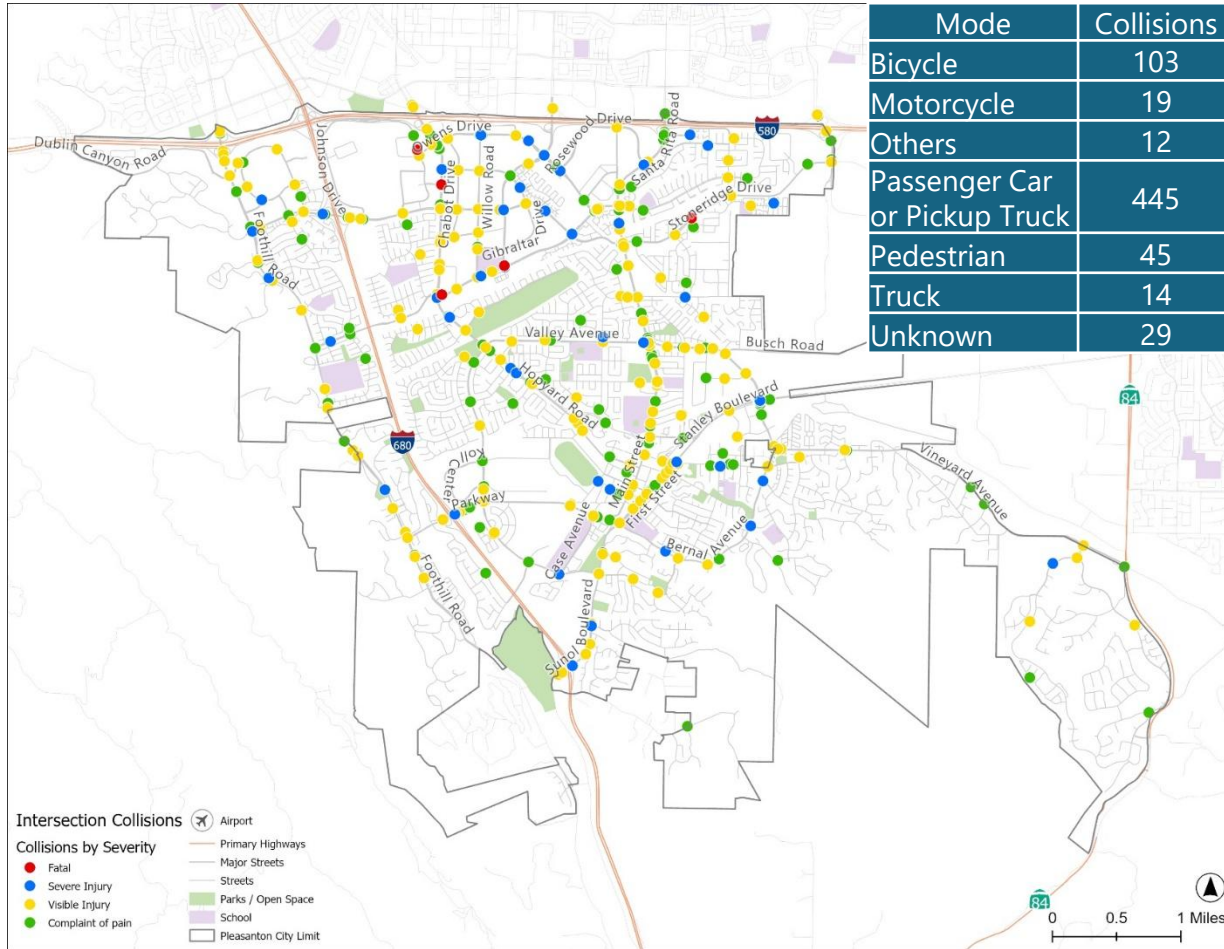 Mode Collisions
Bicycle 103
Motorcycle 19
Others 12
Passenger Car
or Pickup Truck 445
Pedestrian 45
Truck 14
Unknown 29
Dublin Canyon Road
Johnson Drive
Owens Drive
Rosewood Drive
Santa Rita Road
580
Chabot Drive
Willow Road
Drive
Stoneridge Drive
Foothill Road
Gibraltar
Valley Avenue
Busch Road
Hopyard Road
Stanley Boulevard
84
680
Koll Center
Parkway
Main Street
First Street
Vineyard Avenue
Case Avenue
Bernal Avenue
Foothill Road
Sunol Boulevard
Intersection Collisions
Collisions by Severity
Fatal
Severe Injury
Visible Injury
Complaint of pain
Airport
Primary Highways
Major Streets
Streets
Parks / Open Space
School
Pleasanton City Limit
84
0 0.5 1 Miles